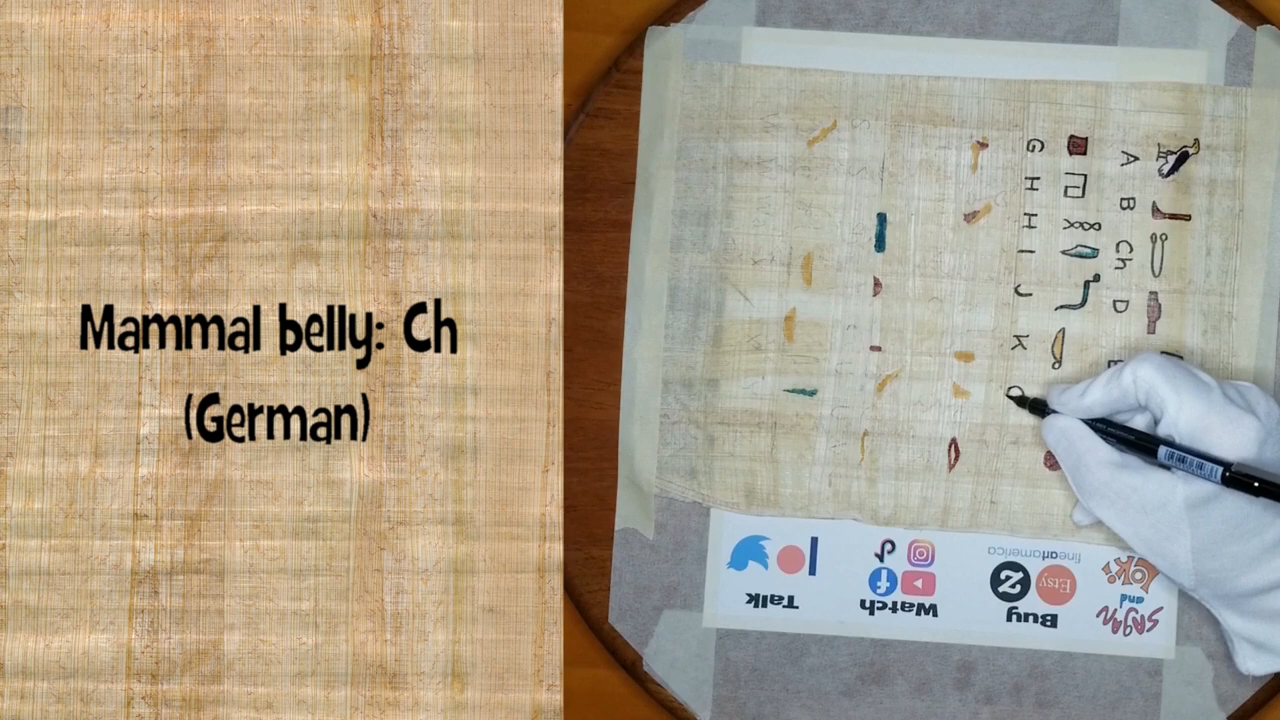 Mammal belly: Ch
(German)
A B Ch D
G H H I J K
Talk
Watch
Buy
fineartamerica
Etsy
Z
SAGAN
and
LOKI